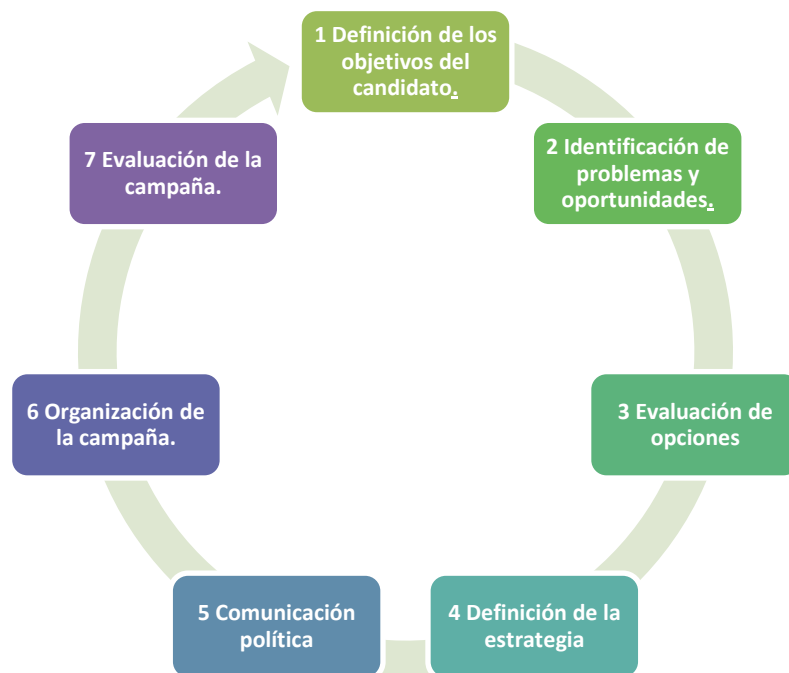 1 Definición de los
objetivos del
candidato.
2 Identificación de
problemas y
oportunidades.
3 Evaluación de
opciones
4 Definición de la
estrategia
5 Comunicación
política
6 Organización de
la campaña.
7 Evaluación de la
campaña.